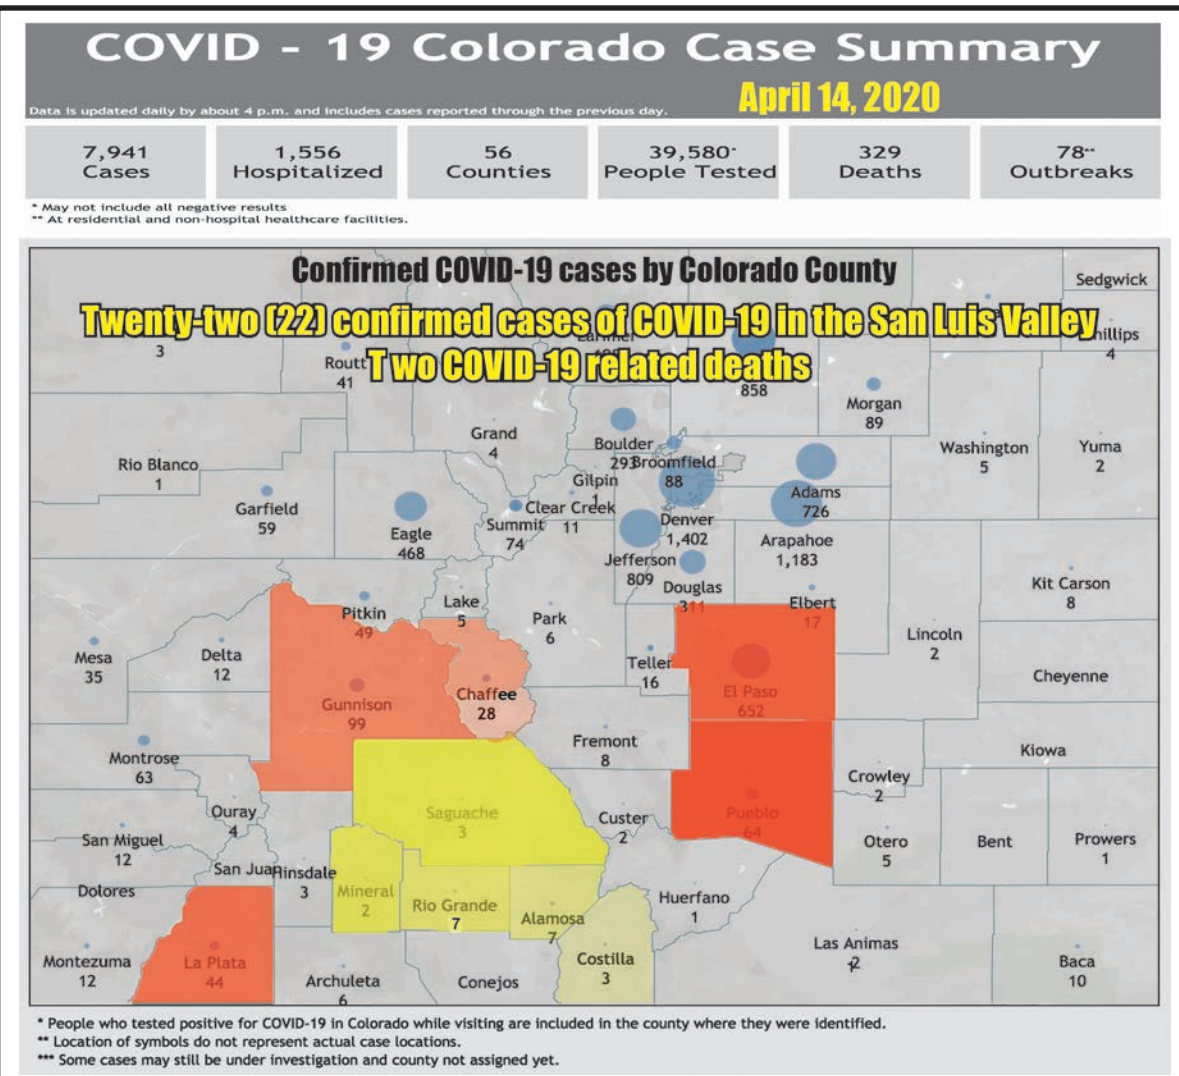 COVID - 19 Colorado Case Summary
April 14, 2020
Data is updated daily by about 4 p.m. and includes cases reported through the previous day.
7,941
Cases
1,556
Hospitalized
56
Counties
39,580*
People Tested
329
Deaths
78**
Outbreaks
* May not include all negative results
** At residential and non-hospital healthcare facilities.
Confirmed COVID-19 cases by Colorado County
Sedgwick
Twenty-two (22) confirmed cases of COVID-19 in the San Luis Valley
Larimer
3
Routt
41
Two COVID-19 related deaths
858
4
Morgan
89
Grand
4
Boulder
293
Broomfield
88
Washington
5
Yuma
2
Rio Blanco
1
Gilpin
1
Adams
726
Garfield
59
Eagle
468
Summit
74
Clear Creek
11
Denver
1,402
Arapahoe
1,183
Jefferson
809
Douglas
311
Kit Carson
8
Pitkin
49
Lake
5
Park
6
Elbert
17
Mesa
35
Delta
12
Teller
16
Lincoln
2
Cheyenne
Gunnison
99
Chaffee
28
El Paso
652
Montrose
63
Fremont
8
Kiowa
Crowley
2
Ouray
4
Saguache
3
Custer
2
Pueblo
64
San Miguel
12
Otero
5
Bent
Prowers
1
San Juan
Hinsdale
3
Dolores
Mineral
2
Rio Grande
7
Alamosa
7
Huerfano
1
Montezuma
12
La Plata
44
Archuleta
6
Conejos
Costilla
3
Las Animas
Baca
10
* People who tested positive for COVID-19 in Colorado while visiting are included in the county where they were identified.
** Location of symbols do not represent actual case locations.
*** Some cases may still be under investigation and county not assigned yet.